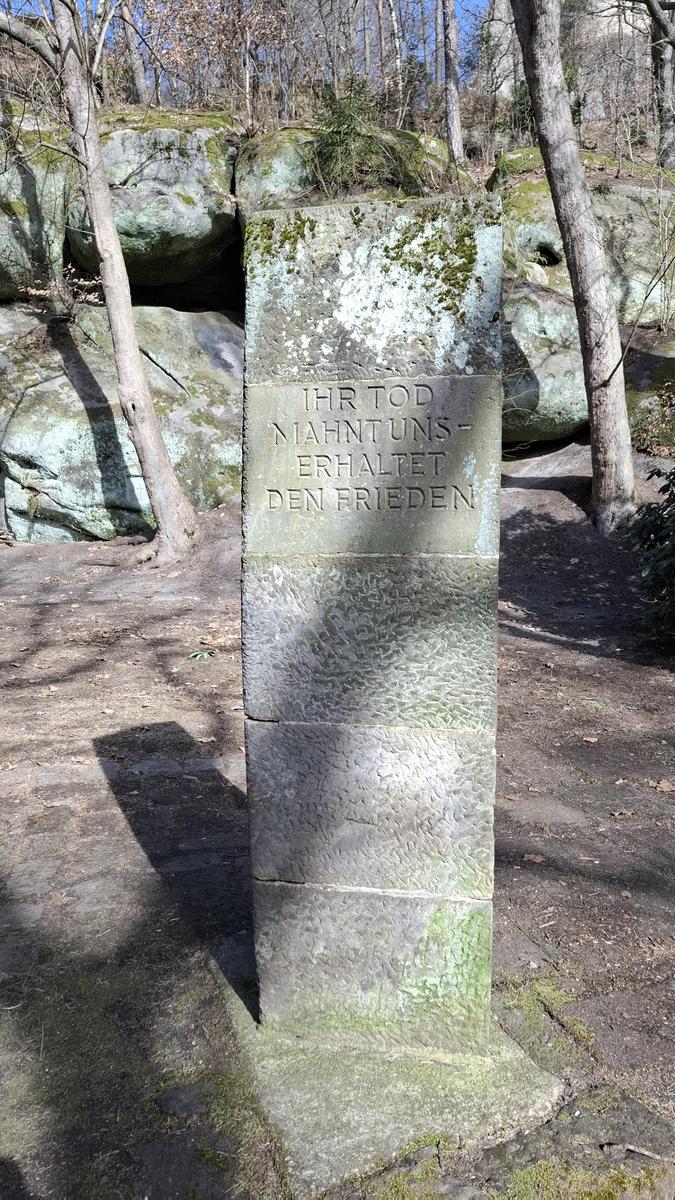 IHR TOD
MAHNT UNS-
ERHALTET
DEN FRIEDEN